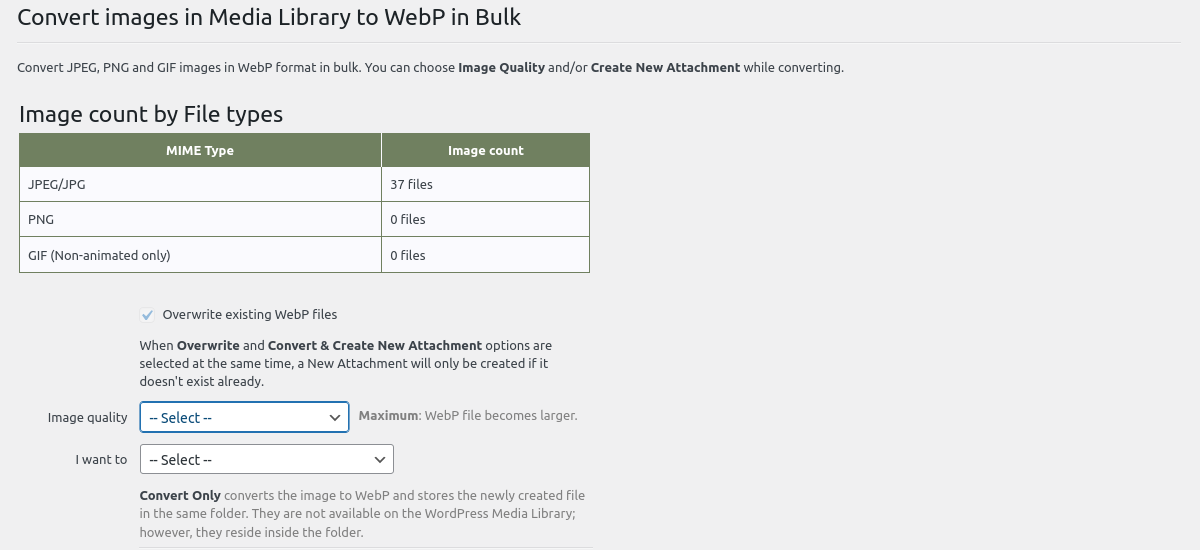 Convert images in Media Library to WebP in Bulk
Convert JPEG, PNG and GIF images in WebP format in bulk. You can choose Image Quality and/or Create New Attachment while converting.
Image count by File types
MIME Type Image count
JPEG/JPG 37 files
PNG 0 files
GIF (Non-animated only) 0 files
Overwrite existing WebP files
When Overwrite and Convert & Create New Attachment options are
selected at the same time, a New Attachment will only be created if it
doesn't exist already.
Image quality -- Select -- Maximum: WebP file becomes larger.
I want to -- Select --
Convert Only converts the image to WebP and stores the newly created file
in the same folder. They are not available on the WordPress Media Library;
however, they reside inside the folder.